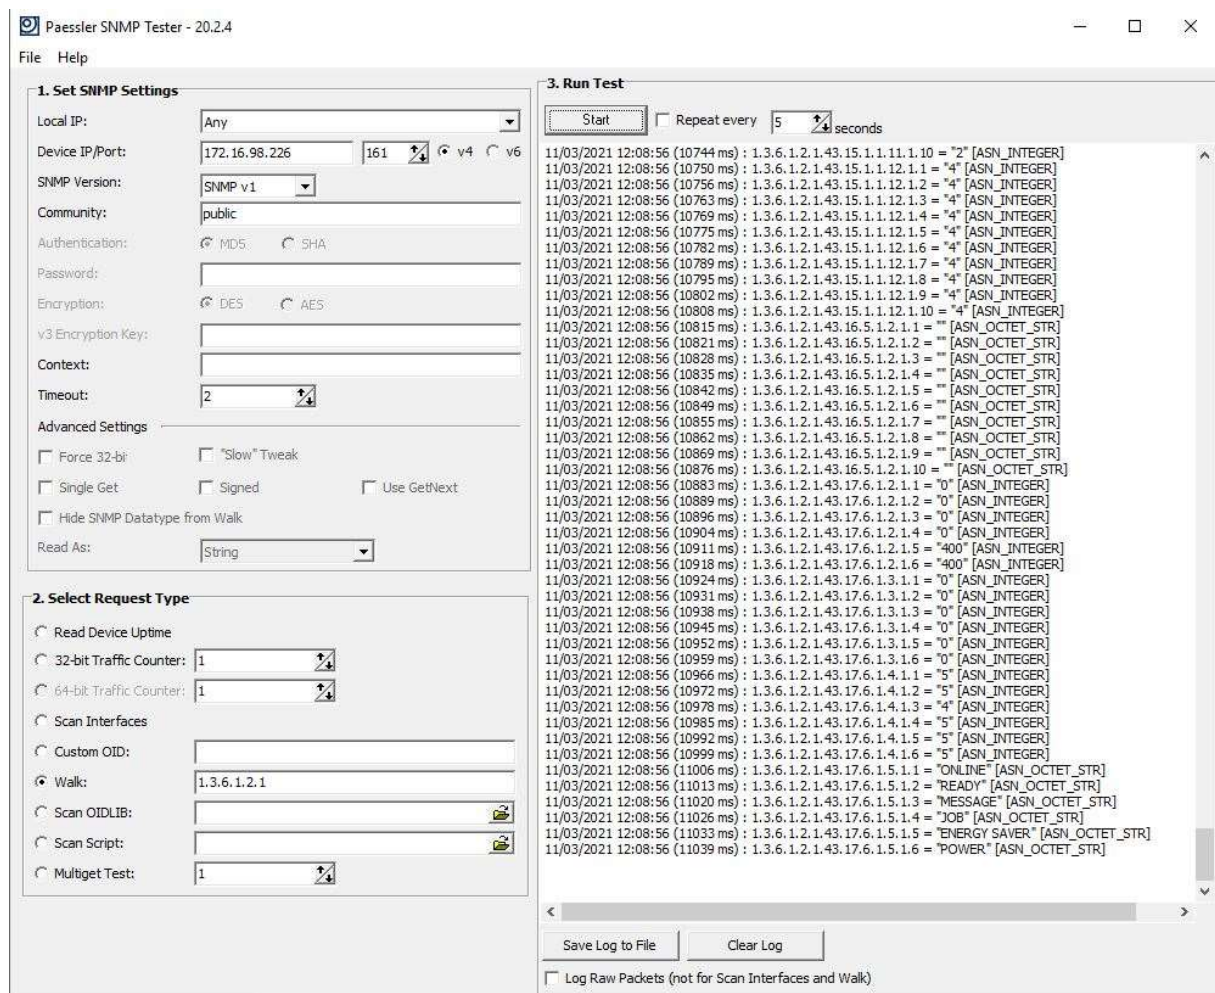 Paessler SNMP Tester - 20.2.4
File Help
1. Set SNMP Settings
Local IP: Any
Device IP/Port: 172.16.98.226 161 v4 v6
SNMP Version: SNMP v1
Community: public
Authentication: MD5 SHA
Password:
Encryption: DES AES
v3 Encryption Key:
Context:
Timeout: 2
Advanced Settings
Force 32-bi "Slow" Tweak
Single Get Signed Use GetNext
Hide SNMP Datatype from Walk
Read As: String
2. Select Request Type
Read Device Uptime
32-bit Traffic Counter: 1
64-bit Traffic Counter: 1
Scan Interfaces
Custom OID:
Walk: 1.3.6.1.2.1
Scan OIDLIB:
Scan Script:
Multiget Test: 1
3. Run Test
Start Repeat every 5 seconds
11/03/2021 12:08:56 (10744 ms) : 1.3.6.1.2.1.43.15.1.1.11.1.10 = "2" [ASN_INTEGER]
11/03/2021 12:08:56 (10750 ms) : 1.3.6.1.2.1.43.15.1.1.12.1.1 = "4" [ASN_INTEGER]
11/03/2021 12:08:56 (10756 ms) : 1.3.6.1.2.1.43.15.1.1.12.1.2 = "4" [ASN_INTEGER]
11/03/2021 12:08:56 (10763 ms) : 1.3.6.1.2.1.43.15.1.1.12.1.3 = "4" [ASN_INTEGER]
11/03/2021 12:08:56 (10769 ms) : 1.3.6.1.2.1.43.15.1.1.12.1.4 = "4" [ASN_INTEGER]
11/03/2021 12:08:56 (10775 ms) : 1.3.6.1.2.1.43.15.1.1.12.1.5 = "4" [ASN_INTEGER]
11/03/2021 12:08:56 (10782 ms) : 1.3.6.1.2.1.43.15.1.1.12.1.6 = "4" [ASN_INTEGER]
11/03/2021 12:08:56 (10789 ms) : 1.3.6.1.2.1.43.15.1.1.12.1.7 = "4" [ASN_INTEGER]
11/03/2021 12:08:56 (10795 ms) : 1.3.6.1.2.1.43.15.1.1.12.1.8 = "4" [ASN_INTEGER]
11/03/2021 12:08:56 (10802 ms) : 1.3.6.1.2.1.43.15.1.1.12.1.9 = "4" [ASN_INTEGER]
11/03/2021 12:08:56 (10808 ms) : 1.3.6.1.2.1.43.15.1.1.12.1.10 = "4" [ASN_INTEGER]
11/03/2021 12:08:56 (10815 ms) : 1.3.6.1.2.1.43.16.5.1.2.1.1 = "" [ASN_OCTET_STR]
11/03/2021 12:08:56 (10821 ms) : 1.3.6.1.2.1.43.16.5.1.2.1.2 = "" [ASN_OCTET_STR]
11/03/2021 12:08:56 (10828 ms) : 1.3.6.1.2.1.43.16.5.1.2.1.3 = "" [ASN_OCTET_STR]
11/03/2021 12:08:56 (10835 ms) : 1.3.6.1.2.1.43.16.5.1.2.1.4 = "" [ASN_OCTET_STR]
11/03/2021 12:08:56 (10842 ms) : 1.3.6.1.2.1.43.16.5.1.2.1.5 = "" [ASN_OCTET_STR]
11/03/2021 12:08:56 (10849 ms) : 1.3.6.1.2.1.43.16.5.1.2.1.6 = "" [ASN_OCTET_STR]
11/03/2021 12:08:56 (10855 ms) : 1.3.6.1.2.1.43.16.5.1.2.1.7 = "" [ASN_OCTET_STR]
11/03/2021 12:08:56 (10862 ms) : 1.3.6.1.2.1.43.16.5.1.2.1.8 = "" [ASN_OCTET_STR]
11/03/2021 12:08:56 (10869 ms) : 1.3.6.1.2.1.43.16.5.1.2.1.9 = "" [ASN_OCTET_STR]
11/03/2021 12:08:56 (10876 ms) : 1.3.6.1.2.1.43.16.5.1.2.1.10 = "" [ASN_OCTET_STR]
11/03/2021 12:08:56 (10883 ms) : 1.3.6.1.2.1.43.17.6.1.2.1.1 = "0" [ASN_INTEGER]
11/03/2021 12:08:56 (10889 ms) : 1.3.6.1.2.1.43.17.6.1.2.1.2 = "0" [ASN_INTEGER]
11/03/2021 12:08:56 (10896 ms) : 1.3.6.1.2.1.43.17.6.1.2.1.3 = "0" [ASN_INTEGER]
11/03/2021 12:08:56 (10904 ms) : 1.3.6.1.2.1.43.17.6.1.2.1.4 = "0" [ASN_INTEGER]
11/03/2021 12:08:56 (10911 ms) : 1.3.6.1.2.1.43.17.6.1.2.1.5 = "400" [ASN_INTEGER]
11/03/2021 12:08:56 (10918 ms) : 1.3.6.1.2.1.43.17.6.1.2.1.6 = "400" [ASN_INTEGER]
11/03/2021 12:08:56 (10924 ms) : 1.3.6.1.2.1.43.17.6.1.3.1.1 = "0" [ASN_INTEGER]
11/03/2021 12:08:56 (10931 ms) : 1.3.6.1.2.1.43.17.6.1.3.1.2 = "0" [ASN_INTEGER]
11/03/2021 12:08:56 (10938 ms) : 1.3.6.1.2.1.43.17.6.1.3.1.3 = "0" [ASN_INTEGER]
11/03/2021 12:08:56 (10945 ms) : 1.3.6.1.2.1.43.17.6.1.3.1.4 = "0" [ASN_INTEGER]
11/03/2021 12:08:56 (10952 ms) : 1.3.6.1.2.1.43.17.6.1.3.1.5 = "0" [ASN_INTEGER]
11/03/2021 12:08:56 (10959 ms) : 1.3.6.1.2.1.43.17.6.1.3.1.6 = "0" [ASN_INTEGER]
11/03/2021 12:08:56 (10966 ms) : 1.3.6.1.2.1.43.17.6.1.4.1.1 = "5" [ASN_INTEGER]
11/03/2021 12:08:56 (10972 ms) : 1.3.6.1.2.1.43.17.6.1.4.1.2 = "5" [ASN_INTEGER]
11/03/2021 12:08:56 (10978 ms) : 1.3.6.1.2.1.43.17.6.1.4.1.3 = "4" [ASN_INTEGER]
11/03/2021 12:08:56 (10985 ms) : 1.3.6.1.2.1.43.17.6.1.4.1.4 = "5" [ASN_INTEGER]
11/03/2021 12:08:56 (10992 ms) : 1.3.6.1.2.1.43.17.6.1.4.1.5 = "5" [ASN_INTEGER]
11/03/2021 12:08:56 (10999 ms) : 1.3.6.1.2.1.43.17.6.1.4.1.6 = "5" [ASN_INTEGER]
11/03/2021 12:08:56 (11006 ms) : 1.3.6.1.2.1.43.17.6.1.5.1.1 = "ONLINE" [ASN_OCTET_STR]
11/03/2021 12:08:56 (11013 ms) : 1.3.6.1.2.1.43.17.6.1.5.1.2 = "READY" [ASN_OCTET_STR]
11/03/2021 12:08:56 (11020 ms) : 1.3.6.1.2.1.43.17.6.1.5.1.3 = "MESSAGE" [ASN_OCTET_STR]
11/03/2021 12:08:56 (11026 ms) : 1.3.6.1.2.1.43.17.6.1.5.1.4 = "JOB" [ASN_OCTET_STR]
11/03/2021 12:08:56 (11033 ms) : 1.3.6.1.2.1.43.17.6.1.5.1.5 = "ENERGY SAVER" [ASN_OCTET_STR]
11/03/2021 12:08:56 (11039 ms) : 1.3.6.1.2.1.43.17.6.1.5.1.6 = "POWER" [ASN_OCTET_STR]
Save Log to File Clear Log
Log Raw Packets (not for Scan Interfaces and Walk)